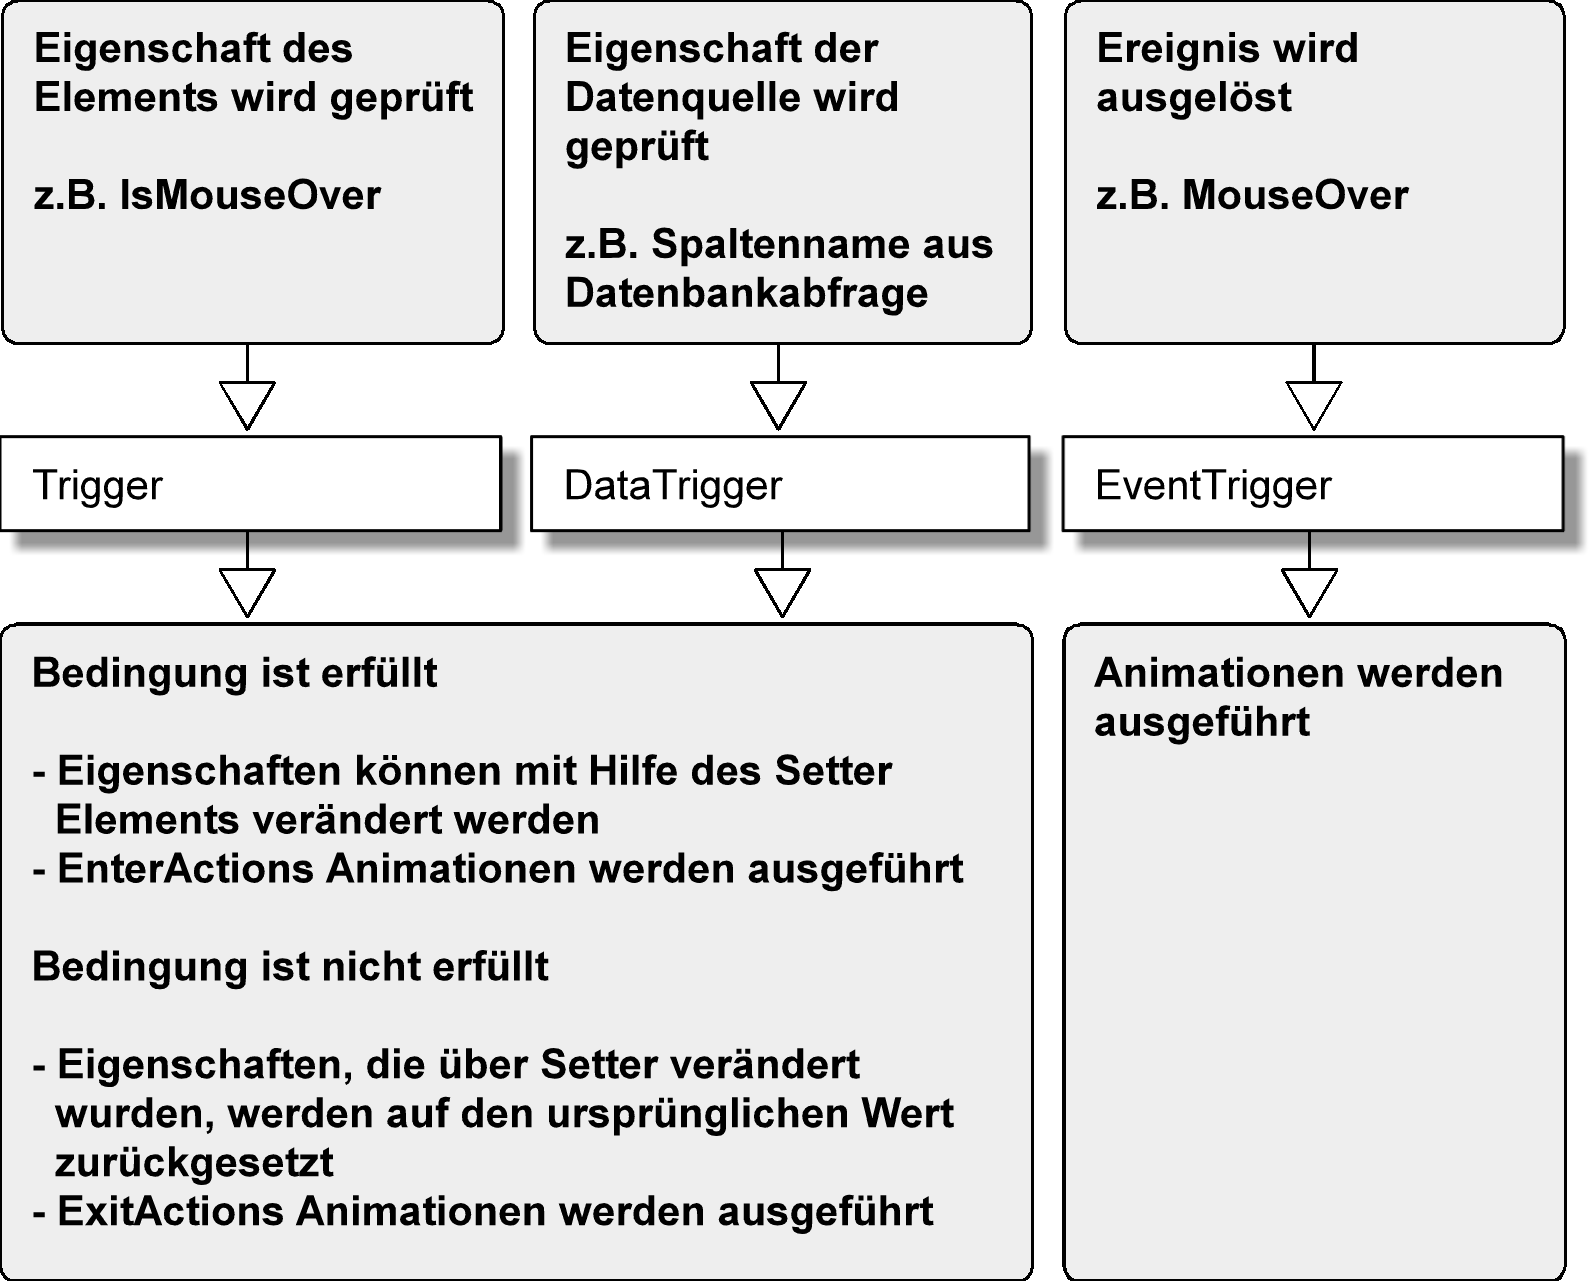 Eigenschaft des
Elements wird geprüft
z.B. IsMouseOver
Eigenschaft der
Datenquelle wird
geprüft
z.B. Spaltenname aus
Datenbankabfrage
Ereignis wird
ausgelöst
z.B. MouseOver
Trigger
DataTrigger
EventTrigger
Bedingung ist erfüllt
- Eigenschaften können mit Hilfe des Setter
Elements verändert werden
- EnterActions Animationen werden ausgeführt
Bedingung ist nicht erfüllt
- Eigenschaften, die über Setter verändert
wurden, werden auf den ursprünglichen Wert
zurückgesetzt
- ExitActions Animationen werden ausgeführt
Animationen werden
ausgeführt